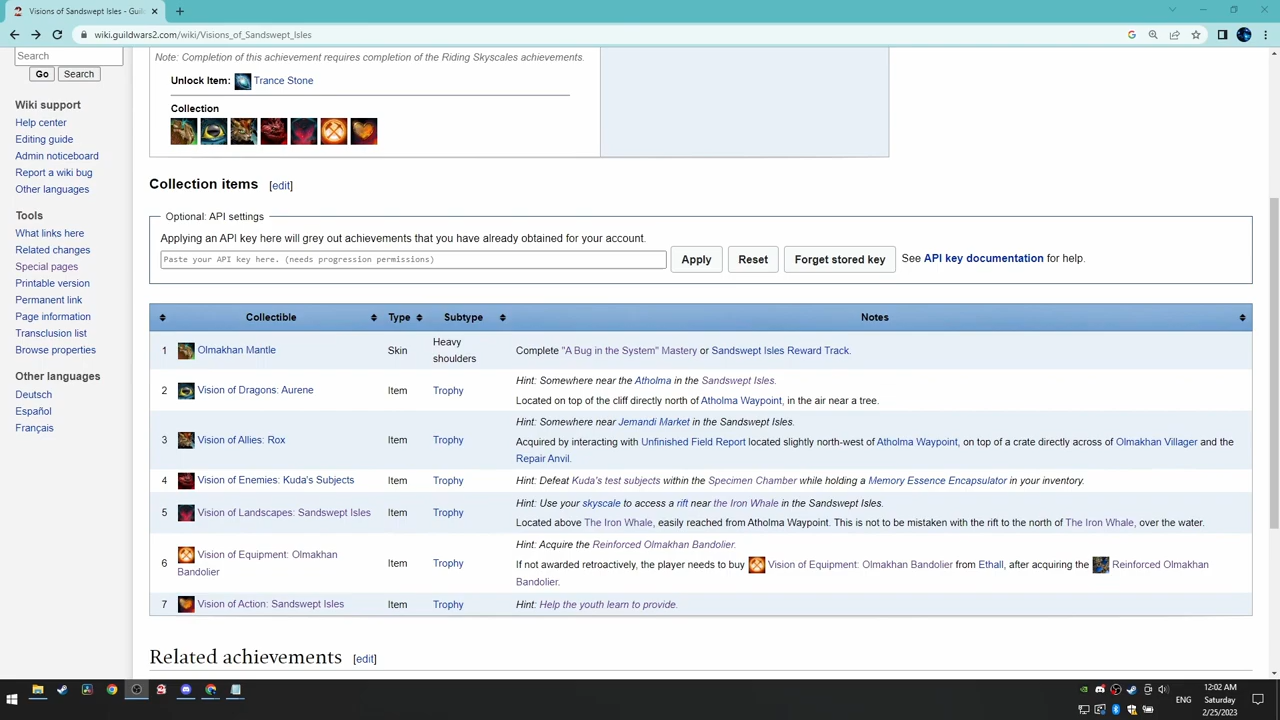 Visions of Sandswept Isles - Guil
wiki.guildwars2.com/wiki/Visions_of_Sandswept_Isles
Search
Go Search
Wiki support
Help center
Editing guide
Admin noticeboard
Report a wiki bug
Other languages
Tools
What links here
Related changes
Special pages
Printable version
Permanent link
Page information
Transclusion list
Browse properties
Other languages
Deutsch
Español
Français
Note: Completion of this achievement requires completion of the Riding Skyscales achievements.
Unlock Item: Trance Stone
Collection
Collection items [edit]
Optional: API settings
Applying an API key here will grey out achievements that you have already obtained for your account.
Paste your API key here. (needs progression permissions) Apply Reset Forget stored key See API key documentation for help.
Collectible Type Subtype Notes
1 Olmakhan Mantle Skin Heavy shoulders Complete "A Bug in the System" Mastery or Sandswept Isles Reward Track.
2 Vision of Dragons: Aurene Item Trophy Hint: Somewhere near the Atholma in the Sandswept Isles.
Located on top of the cliff directly north of Atholma Waypoint, in the air near a tree.
3 Vision of Allies: Rox Item Trophy Hint: Somewhere near Jemandi Market in the Sandswept Isles.
Acquired by interacting with Unfinished Field Report located slightly north-west of Atholma Waypoint, on top of a crate directly across of Olmakhan Villager and the
Repair Anvil.
4 Vision of Enemies: Kuda's Subjects Item Trophy Hint: Defeat Kuda's test subjects within the Specimen Chamber while holding a Memory Essence Encapsulator in your inventory.
5 Vision of Landscapes: Sandswept Isles Item Trophy Hint: Use your skyscale to access a rift near the Iron Whale in the Sandswept Isles.
Located above The Iron Whale, easily reached from Atholma Waypoint. This is not to be mistaken with the rift to the north of The Iron Whale, over the water.
6 Vision of Equipment: Olmakhan Bandolier Item Trophy Hint: Acquire the Reinforced Olmakhan Bandolier.
If not awarded retroactively, the player needs to buy Vision of Equipment: Olmakhan Bandolier from Ethall, after acquiring the Reinforced Olmakhan
Bandolier.
7 Vision of Action: Sandswept Isles Item Trophy Hint: Help the youth learn to provide.
Related achievements [edit]
ENG
12:02 AM
Saturday
2/25/2023